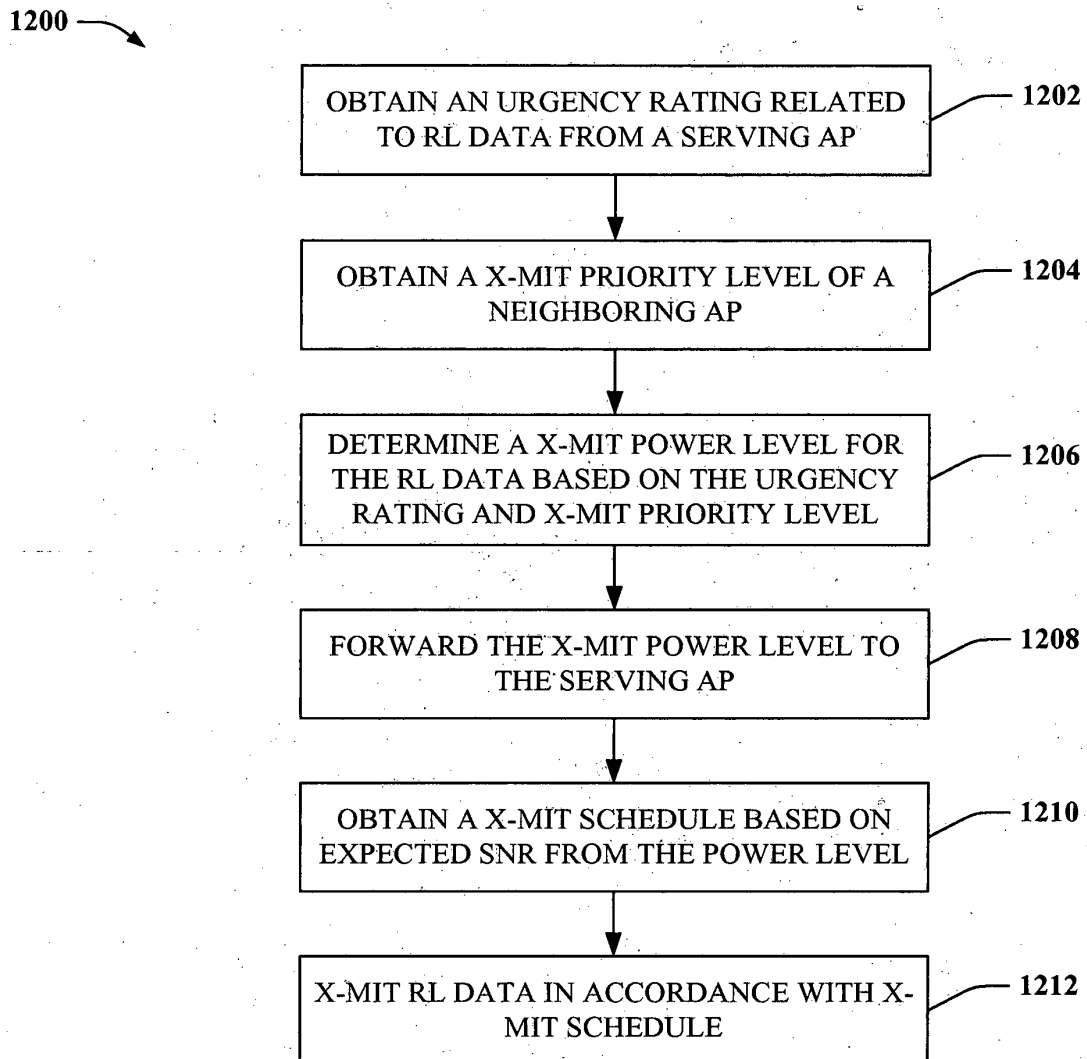 1200
OBTAIN AN URGENCY RATING RELATED
TO RL DATA FROM A SERVING AP
1202
OBTAIN A X-MIT PRIORITY LEVEL OF A
NEIGHBORING AP
1204
DETERMINE A X-MIT POWER LEVEL FOR
THE RL DATA BASED ON THE URGENCY
RATING AND X-MIT PRIORITY LEVEL
1206
FORWARD THE X-MIT POWER LEVEL TO
THE SERVING AP
1208
OBTAIN A X-MIT SCHEDULE BASED ON
EXPECTED SNR FROM THE POWER LEVEL
1210
X-MIT RL DATA IN ACCORDANCE WITH X-
MIT SCHEDULE
1212